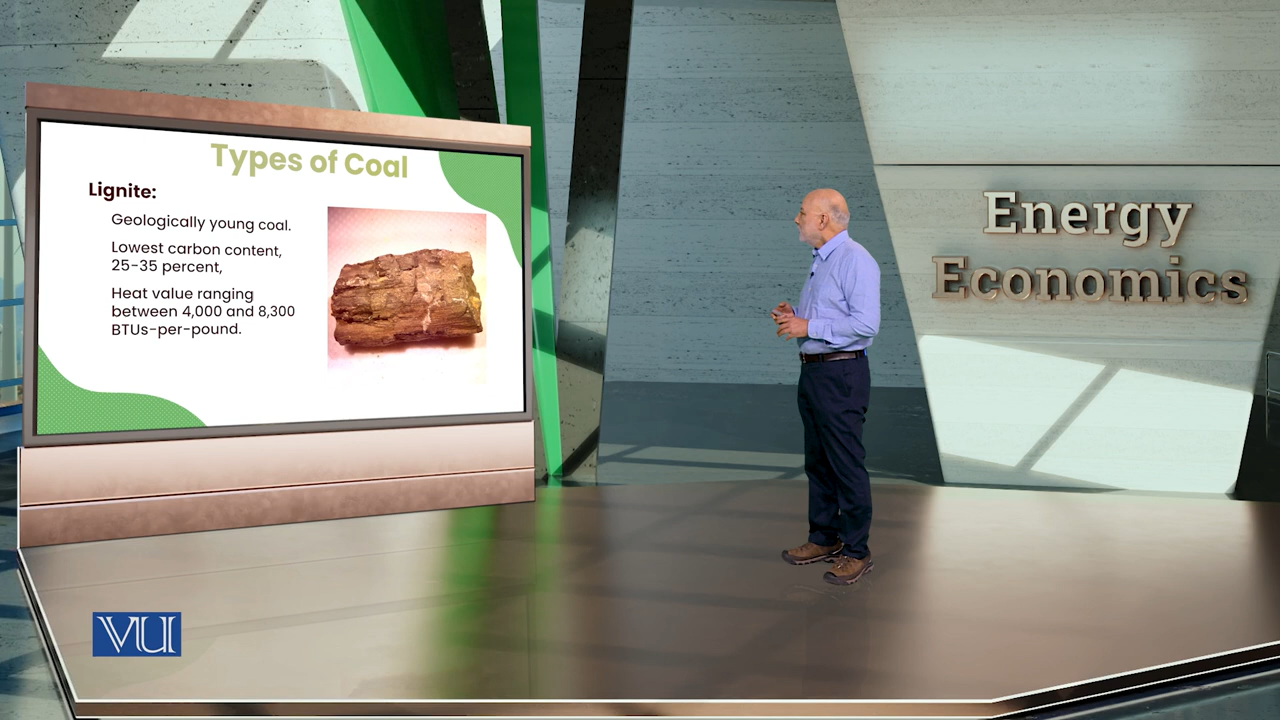 Types of Coal
Lignite:
Geologically young coal.
Lowest carbon content,
25-35 percent,
Heat value ranging
between 4,000 and 8,300
BTUs-per-pound.
Energy
Economics
VU